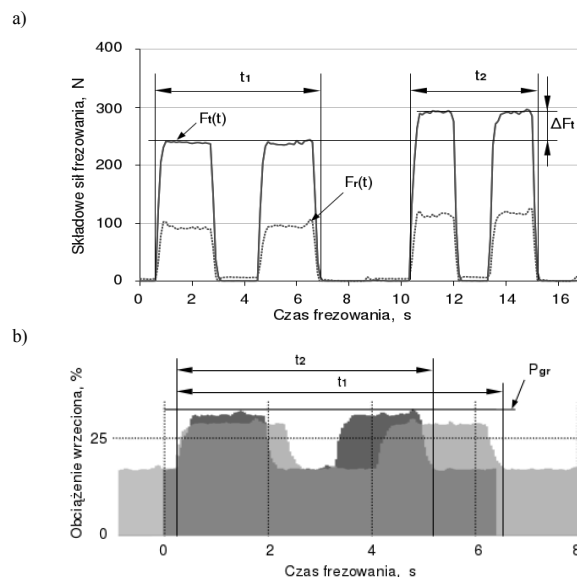 a)
400
300
200
100
0
Składowe sił frezowania, N
t1
t2
Ft(t)
Fr(t)
ΔFt
0 2 4 6 8 10 12 14 16
Czas frezowania, s
b)
t2
t1
Pgr
Obciążenie wrzeciona, %
25
0
0 2 4 6 8
Czas frezowania, s